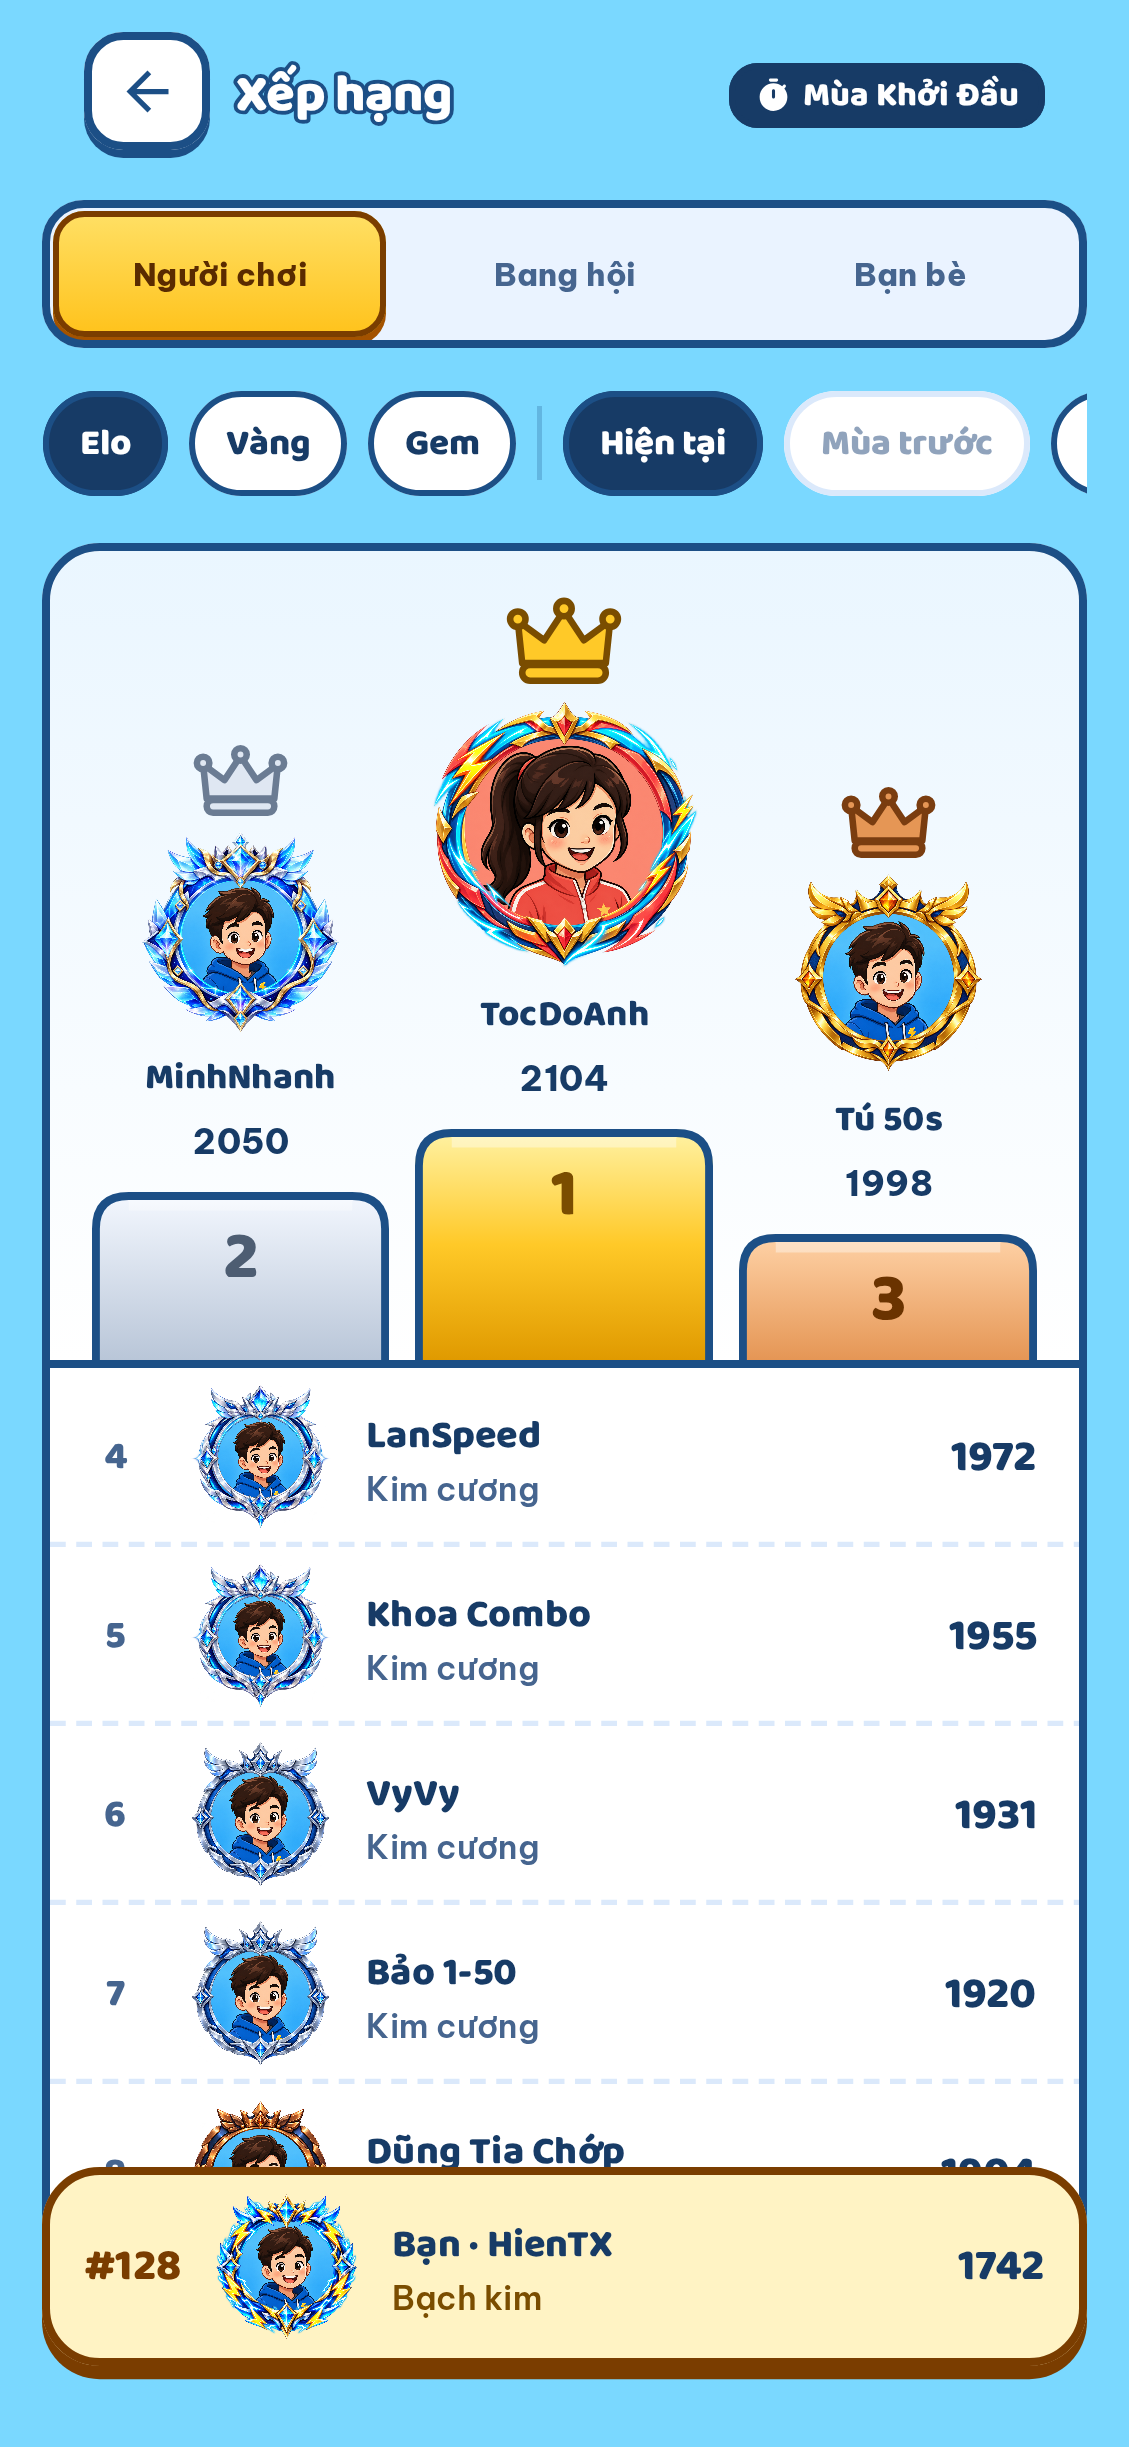 Xếp hạng
Mùa Khởi Đầu
Người chơi
Bang hội
Bạn bè
Elo
Vàng
Gem
Hiện tại
Mùa trước
TocDoAnh
2104
MinhNhanh
2050
Tú 50s
1998
1
2
3
4
LanSpeed
Kim cương
1972
5
Khoa Combo
Kim cương
1955
6
VyVy
Kim cương
1931
7
Bảo 1-50
Kim cương
1920
Dũng Tia Chớp
#128
Bạn · HienTX
Bạch kim
1742